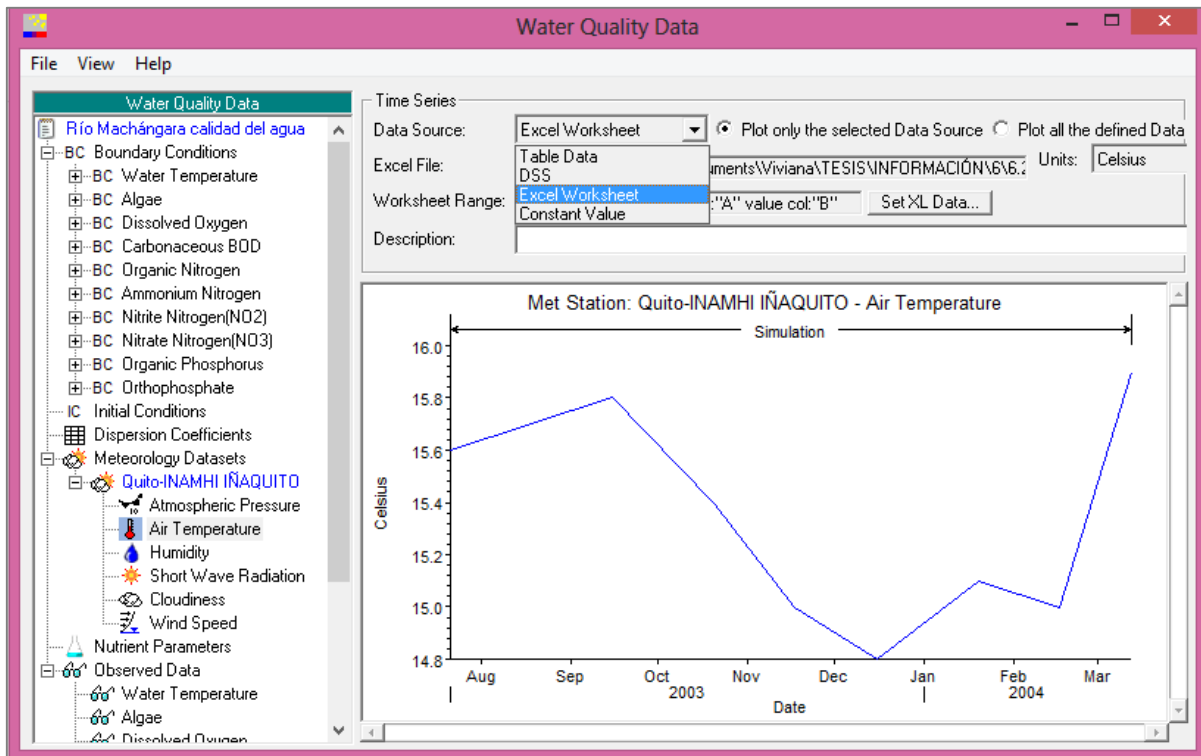 Water Quality Data
File View Help
Water Quality Data
Río Machángara calidad del agua
BC Boundary Conditions
BC Water Temperature
BC Algae
BC Dissolved Oxygen
BC Carbonaceous BOD
BC Organic Nitrogen
BC Ammonium Nitrogen
BC Nitrite Nitrogen(NO2)
BC Nitrate Nitrogen(NO3)
BC Organic Phosphorus
BC Orthophosphate
IC Initial Conditions
Dispersion Coefficients
Meteorology Datasets
Quito-INAMHI IÑAQUITO
Atmospheric Pressure
Air Temperature
Humidity
Short Wave Radiation
Cloudiness
Wind Speed
Nutrient Parameters
Observed Data
Water Temperature
Algae
Dissolved Oxygen
Time Series
Data Source: Excel Worksheet Plot only the selected Data Source Plot all the defined Data
Table Data
DSS
Excel Worksheet
Constant Value
Excel File: uments\Viviana\TESIS\INFORMACIÓN\6\6.2 Units: Celsius
Worksheet Range: :"A" value col:"B" Set XL Data...
Description:
Met Station: Quito-INAMHI IÑAQUITO - Air Temperature
Simulation
16.0
15.8
15.6
15.4
15.2
15.0
14.8
Celsius
Aug Sep Oct Nov Dec Jan Feb Mar
2003 2004
Date